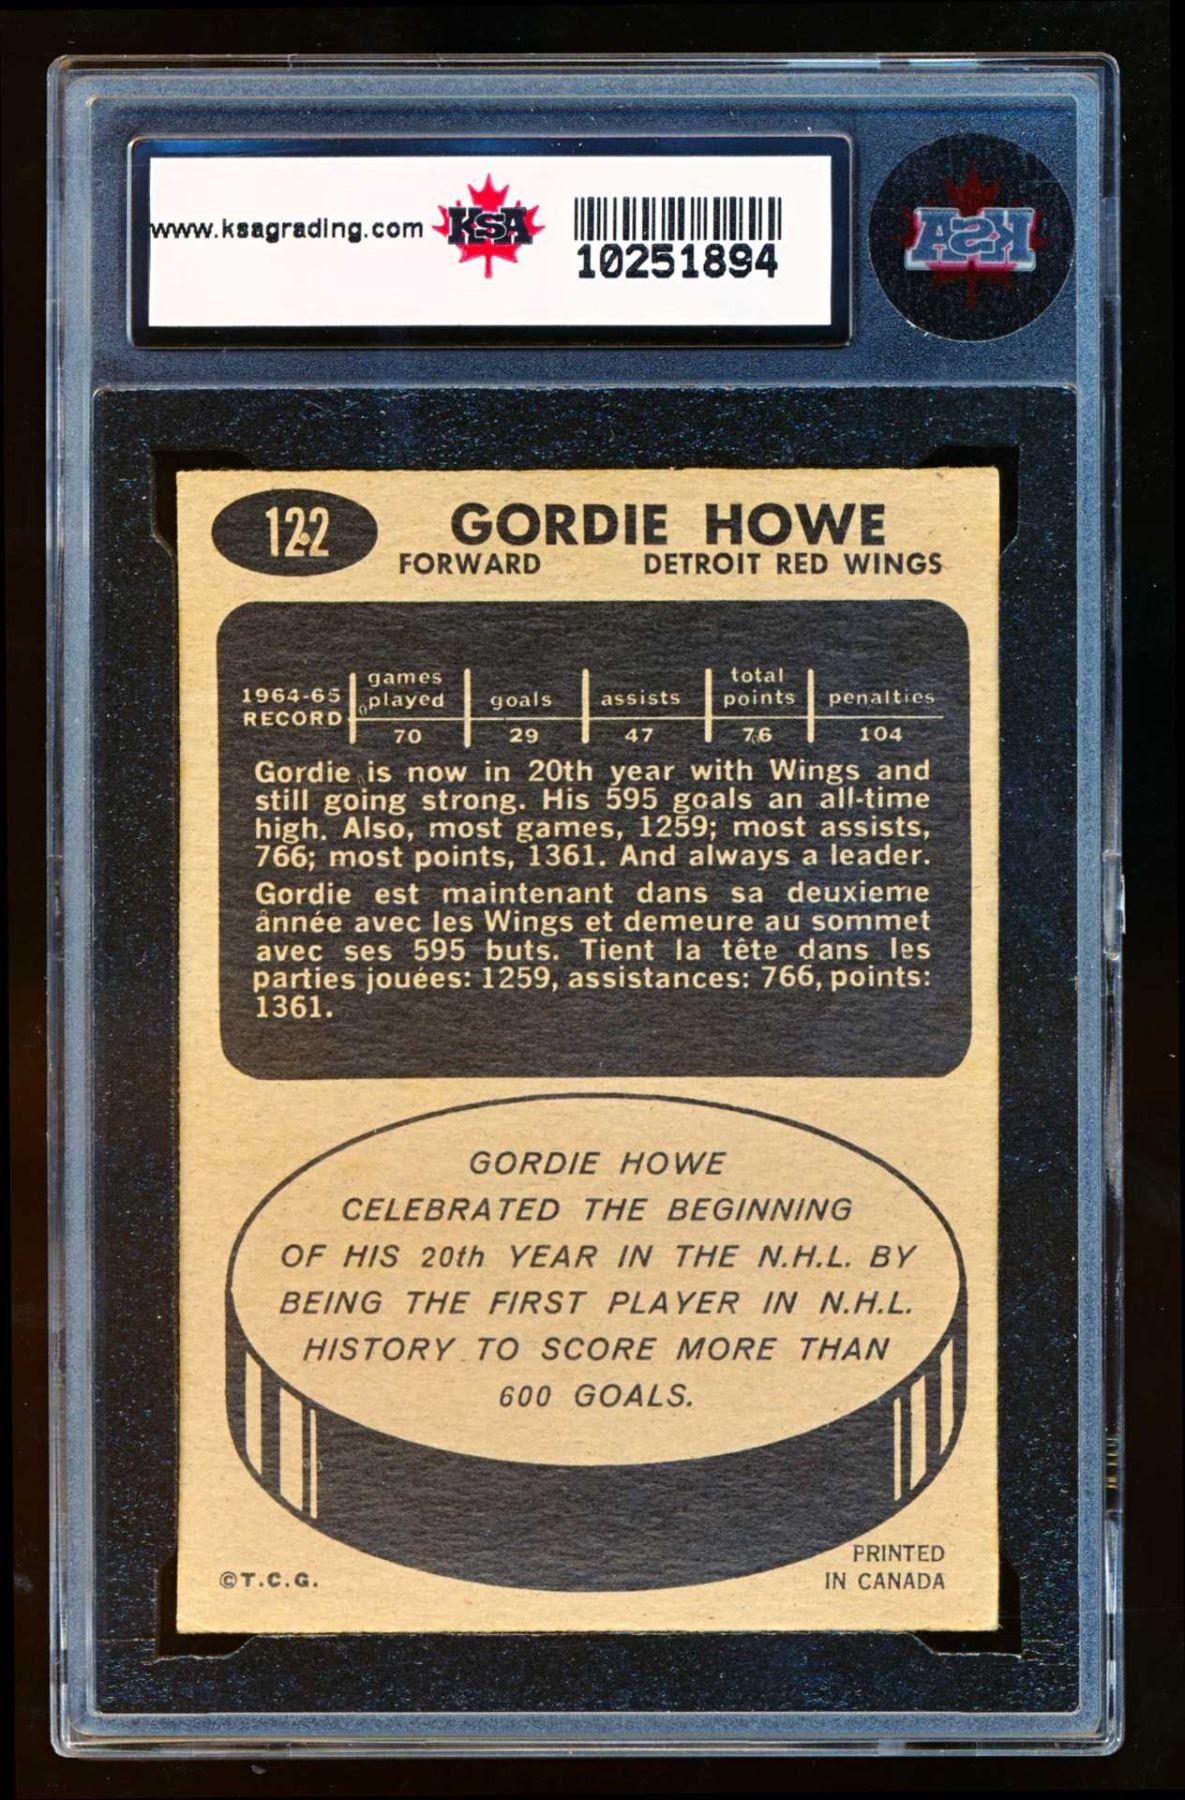 www.ksagrading.com KSA
10251894
KSA
122 GORDIE HOWE
FORWARD DETROIT RED WINGS
1964-65 RECORD games played goals assists total points penalties
70 29 47 76 104
Gordie is now in 20th year with Wings and
still going strong. His 595 goals an all-time
high. Also, most games, 1259; most assists,
766; most points, 1361. And always a leader.
Gordie est maintenant dans sa deuxieme
ânnée avec les Wings et demeure au sommet
avec ses 595 buts. Tient la tête dans les
parties jouées: 1259, assistances: 766, points:
1361.
GORDIE HOWE
CELEBRATED THE BEGINNING
OF HIS 20th YEAR IN THE N.H.L. BY
BEING THE FIRST PLAYER IN N.H.L.
HISTORY TO SCORE MORE THAN
600 GOALS.
©T.C.G.
PRINTED
IN CANADA